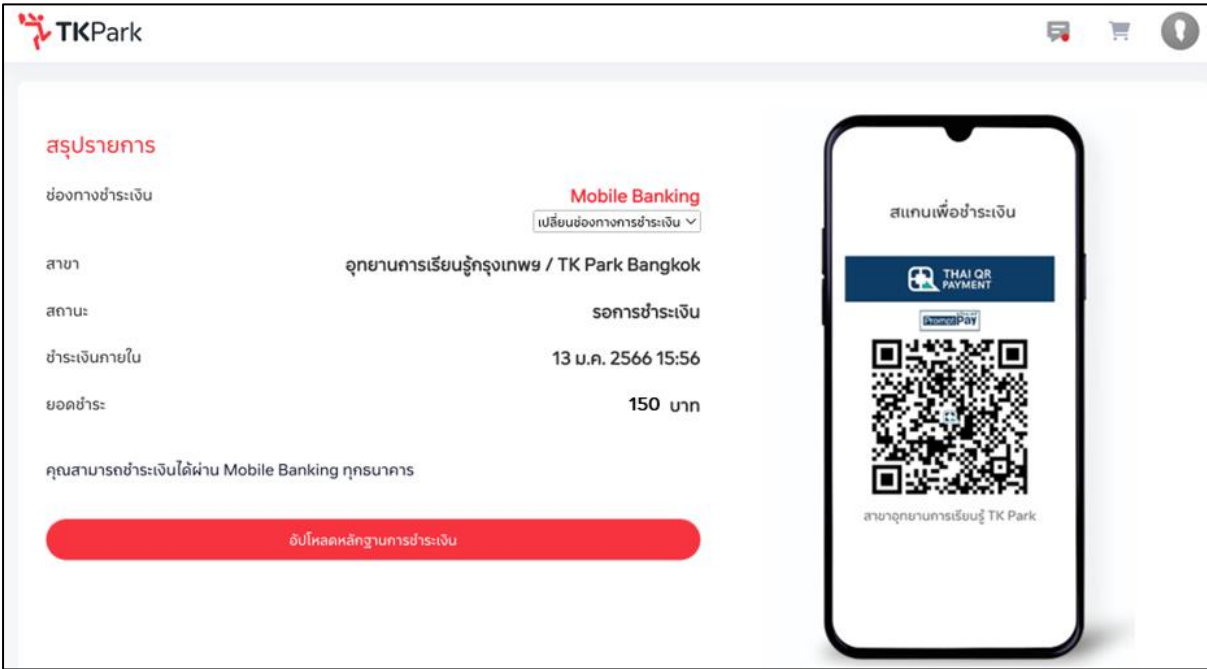 TKPark
สรุปรายการ
ช่องทางชำระเงิน
Mobile Banking
เปลี่ยนช่องทางการชำระเงิน
สาขา
อุทยานการเรียนรู้กรุงเทพฯ / TK Park Bangkok
สถานะ
รอการชำระเงิน
ชำระเงินภายใน
13 ม.ค. 2566 15:56
ยอดชำระ
150 บาท
คุณสามารถชำระเงินได้ผ่าน Mobile Banking ทุกธนาคาร
อัปโหลดหลักฐานการชำระเงิน
สแกนเพื่อชำระเงิน
THAI QR
PAYMENT
PromptPay
สาขาอุทยานการเรียนรู้ TK Park